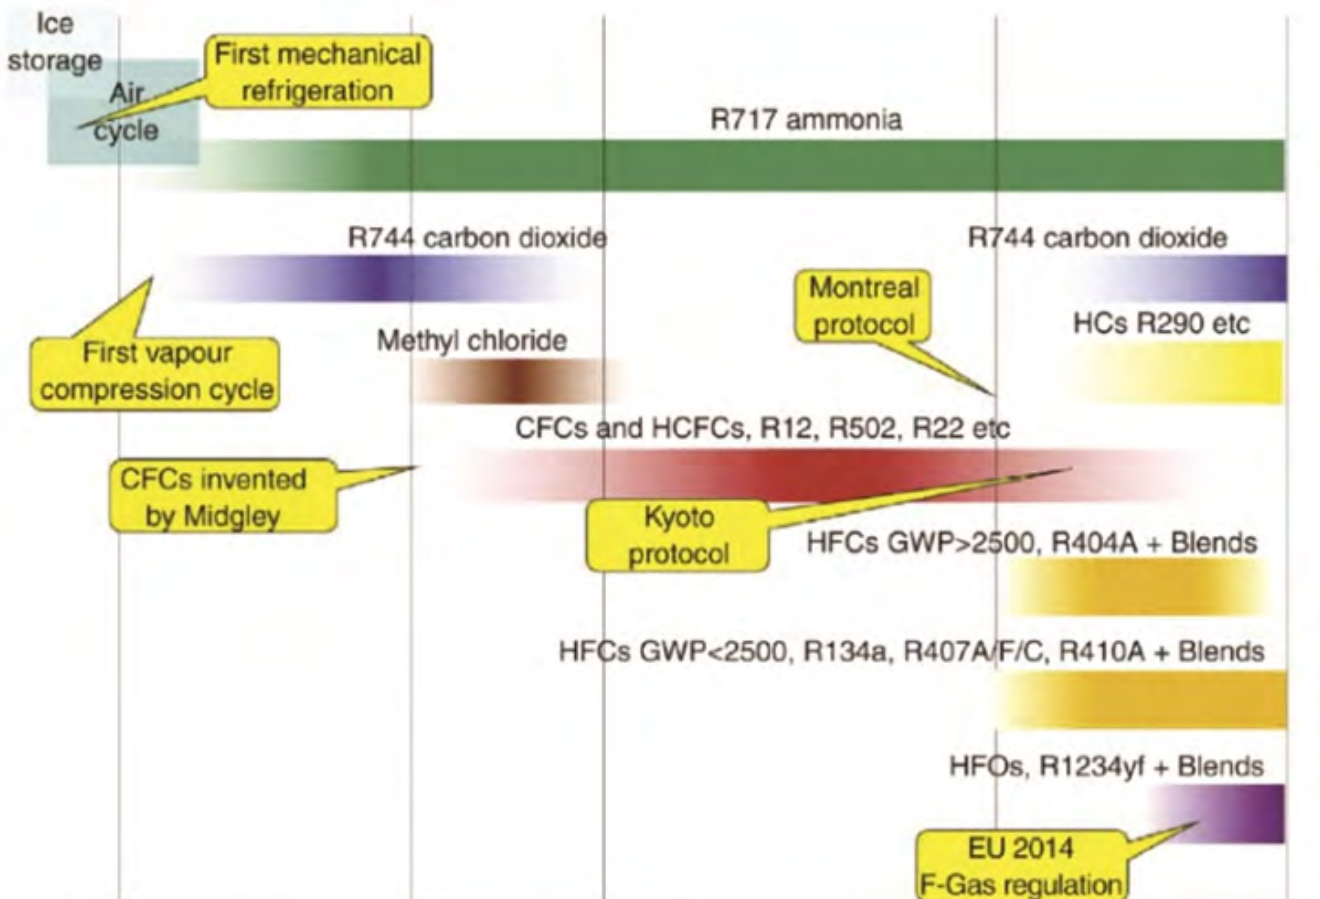 Ice
storage
Air
cycle
First mechanical
refrigeration
R717 ammonia
R744 carbon dioxide
R744 carbon dioxide
Montreal
protocol
HCs R290 etc
First vapour
compression cycle
Methyl chloride
CFCs and HCFCs, R12, R502, R22 etc
CFCs invented
by Midgley
Kyoto
protocol
HFCs GWP>2500, R404A + Blends
HFCs GWP<2500, R134a, R407A/F/C, R410A + Blends
HFOs, R1234yf + Blends
EU 2014
F-Gas regulation